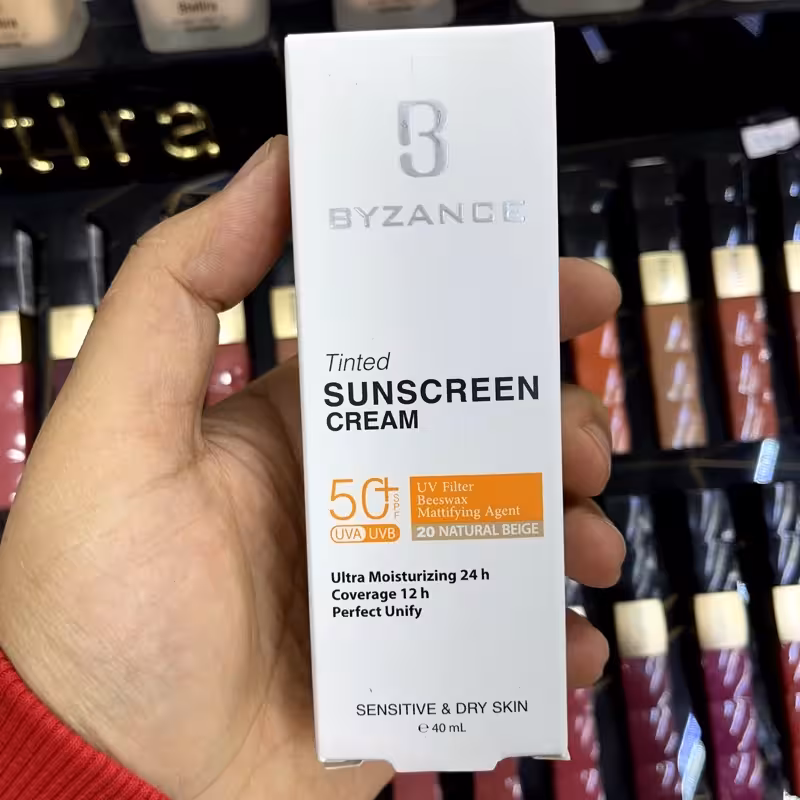 BYZANCE
Tinted
SUNSCREEN
CREAM
50+
SPF
UVA UVB
UV Filter
Beeswax
Mattifying Agent
20 NATURAL BEIGE
Ultra Moisturizing 24 h
Coverage 12 h
Perfect Unify
SENSITIVE & DRY SKIN
℮ 40 mL